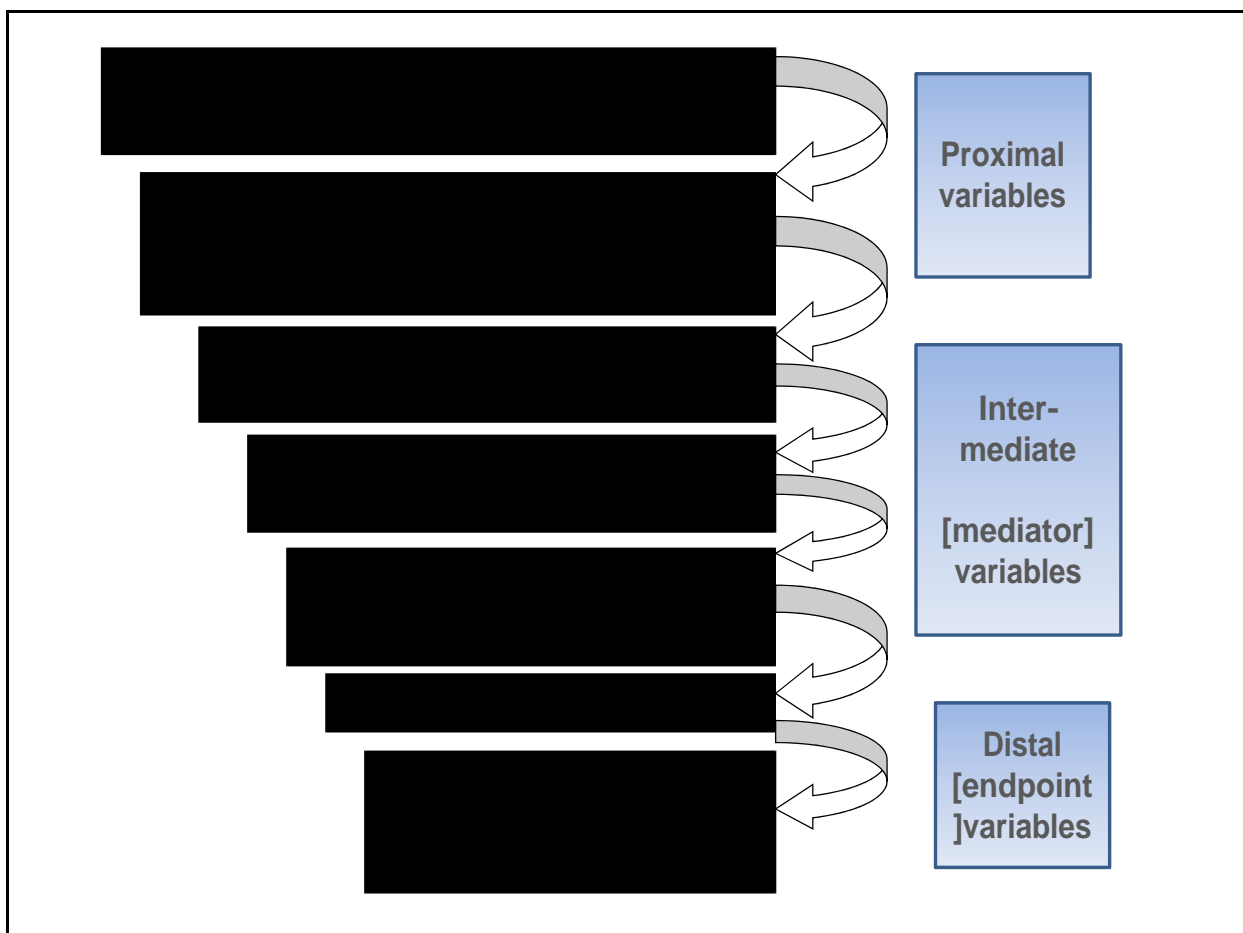 Proximal
variables
Inter-
mediate
[mediator]
variables
Distal
[endpoint
]variables